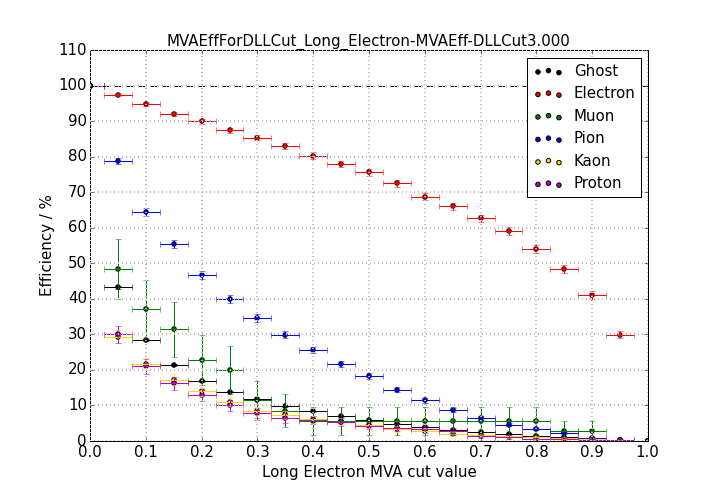 MVAEffForDLLCut_Long_Electron-MVAEff-DLLCut3.000
110
100
90
80
70
60
50
40
30
20
10
0
Efficiency / %
Ghost
Electron
Muon
Pion
Kaon
Proton
0.0 0.1 0.2 0.3 0.4 0.5 0.6 0.7 0.8 0.9 1.0
Long Electron MVA cut value